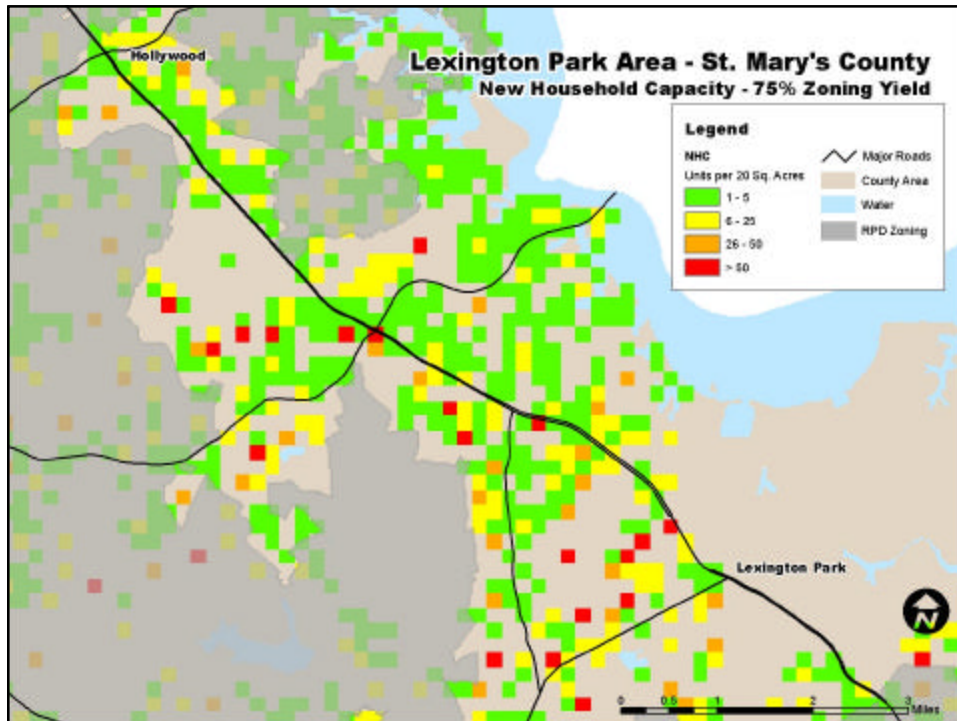 Hollywood
Lexington Park Area - St. Mary's County
New Household Capacity - 75% Zoning Yield
Legend
NHC
Units per 20 Sq. Acres
1 - 5
6 - 25
26 - 50
> 50
Major Roads
County Area
Water
RPD Zoning
Lexington Park
N
0 0.5 1 2 3
Miles